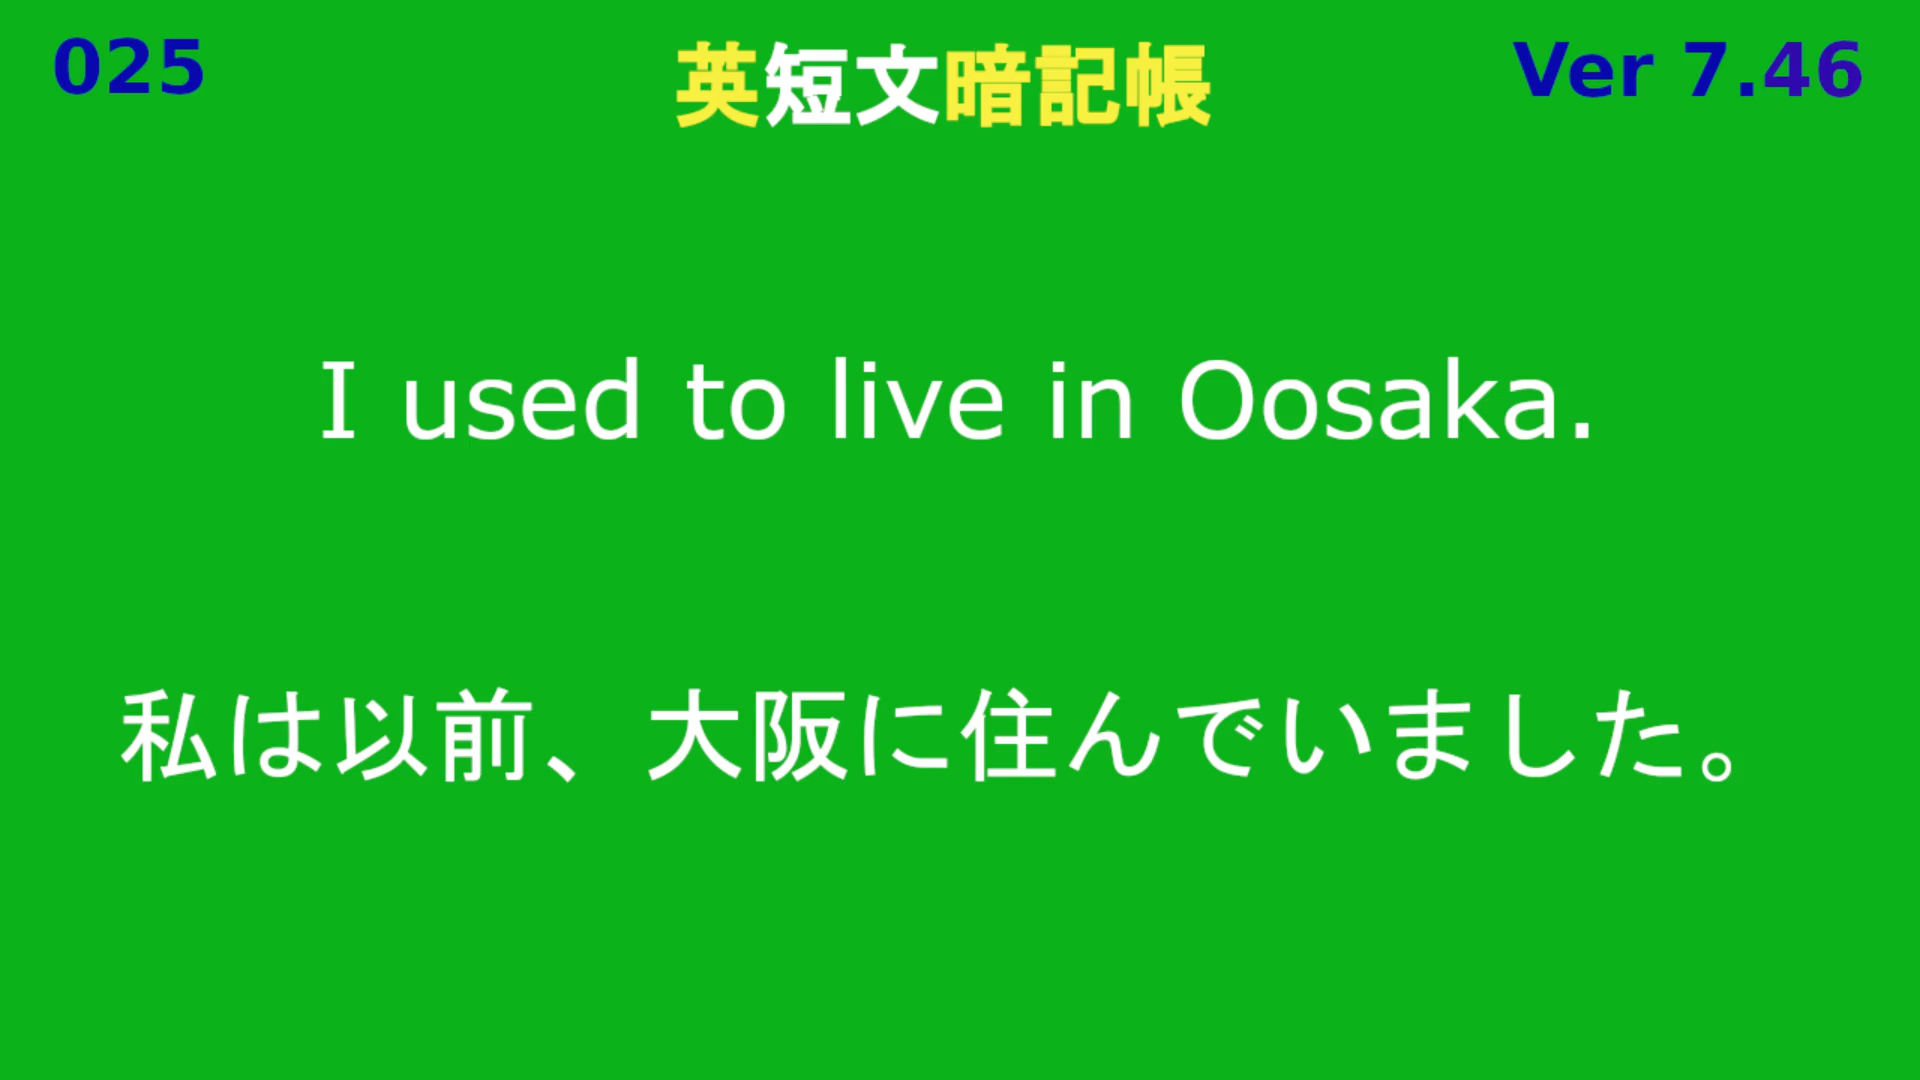 025
英短文暗記帳
Ver 7.46
I used to live in Oosaka.
私は以前、大阪に住んでいました。